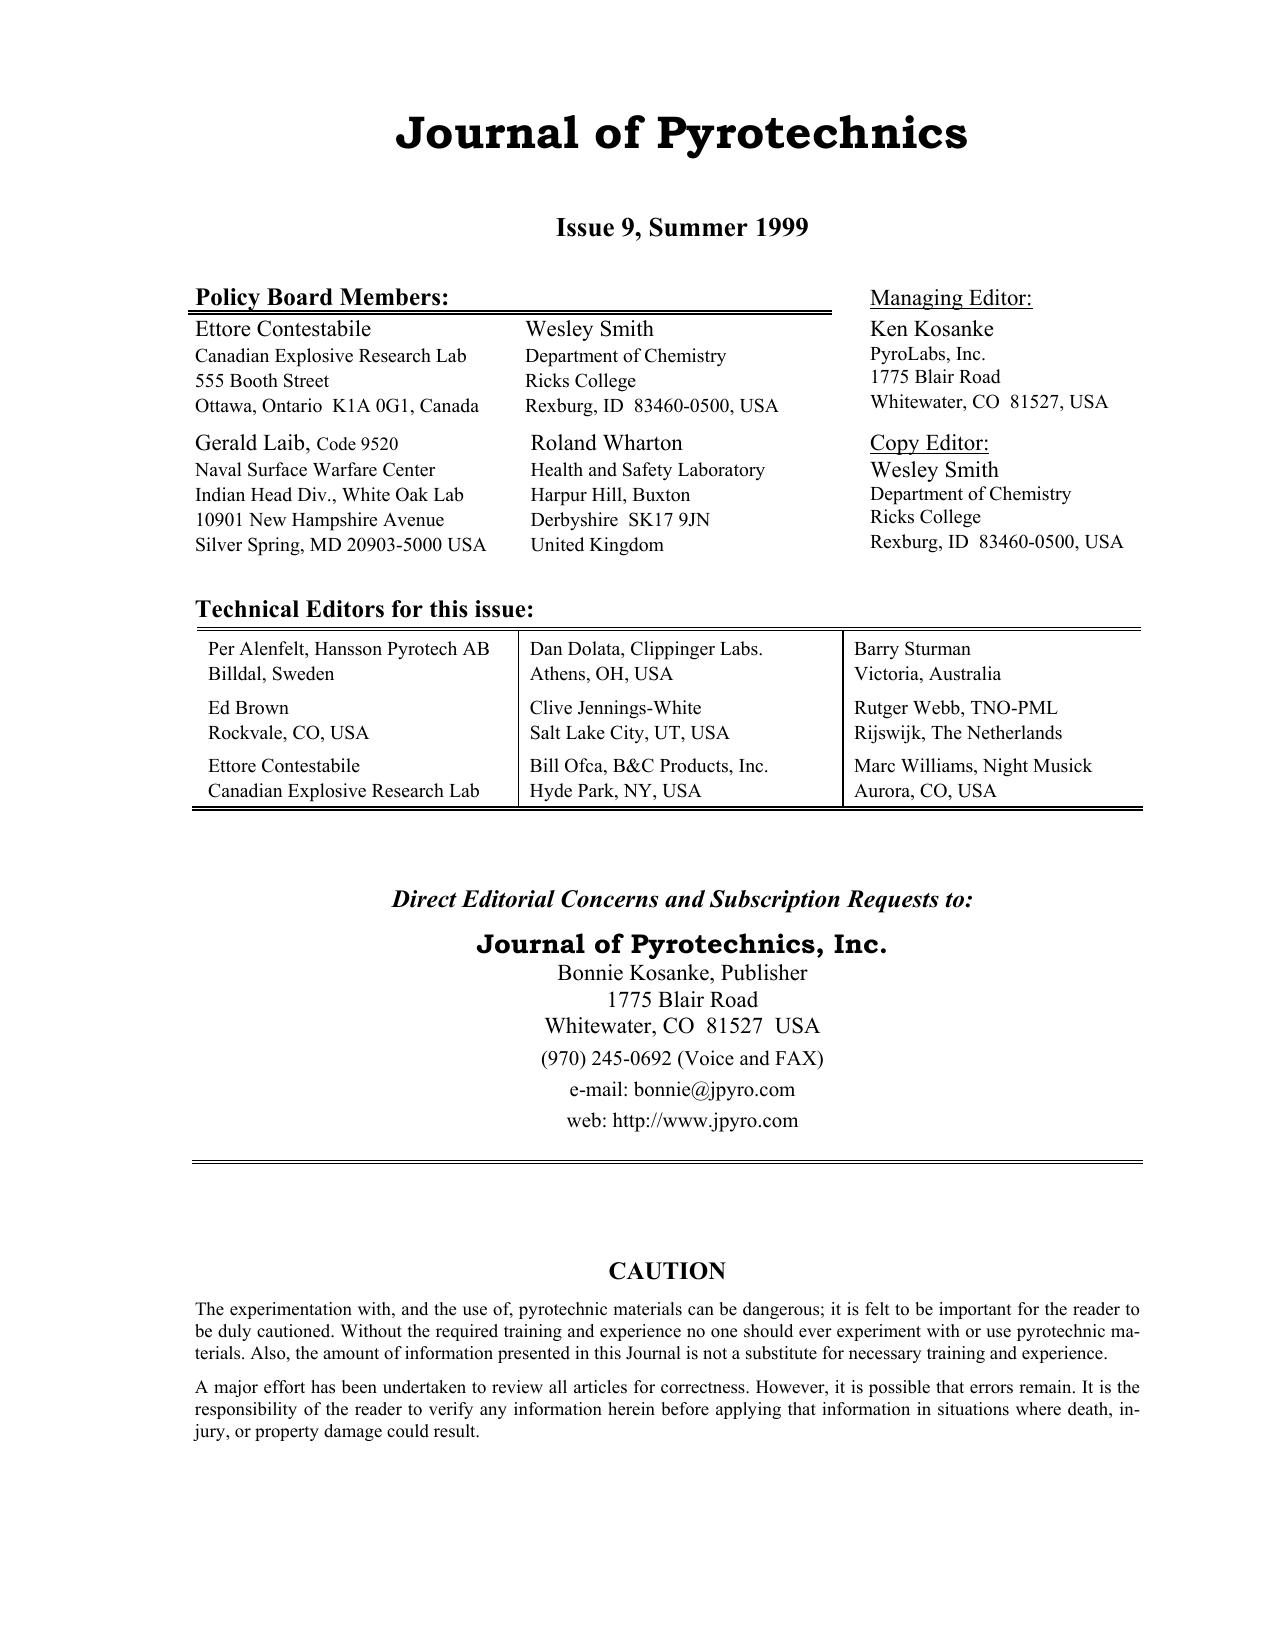 Journal of Pyrotechnics
Issue 9, Summer 1999
Policy Board Members:
Ettore Contestabile
Canadian Explosive Research Lab
555 Booth Street
Ottawa, Ontario  K1A 0G1, Canada
Wesley Smith
Department of Chemistry
Ricks College
Rexburg, ID  83460-0500, USA
Gerald Laib, Code 9520
Naval Surface Warfare Center
Indian Head Div., White Oak Lab
10901 New Hampshire Avenue
Silver Spring, MD 20903-5000 USA
Roland Wharton
Health and Safety Laboratory
Harpur Hill, Buxton
Derbyshire  SK17 9JN
United Kingdom
Managing Editor:
Ken Kosanke
PyroLabs, Inc.
1775 Blair Road
Whitewater, CO  81527, USA
Copy Editor:
Wesley Smith
Department of Chemistry
Ricks College
Rexburg, ID  83460-0500, USA
Technical Editors for this issue:
Per Alenfelt, Hansson Pyrotech AB
Billdal, Sweden
Ed Brown
Rockvale, CO, USA
Ettore Contestabile
Canadian Explosive Research Lab
Dan Dolata, Clippinger Labs.
Athens, OH, USA
Clive Jennings-White
Salt Lake City, UT, USA
Bill Ofca, B&C Products, Inc.
Hyde Park, NY, USA
Barry Sturman
Victoria, Australia
Rutger Webb, TNO-PML
Rijswijk, The Netherlands
Marc Williams, Night Musick
Aurora, CO, USA
Direct Editorial Concerns and Subscription Requests to:
Journal of Pyrotechnics, Inc.
Bonnie Kosanke, Publisher
1775 Blair Road
Whitewater, CO  81527  USA
(970) 245-0692 (Voice and FAX)
e-mail: bonnie@jpyro.com
web: http://www.jpyro.com
CAUTION
The experimentation with, and the use of, pyrotechnic materials can be dangerous; it is felt to be important for the reader to
be duly cautioned. Without the required training and experience no one should ever experiment with or use pyrotechnic ma-
terials. Also, the amount of information presented in this Journal is not a substitute for necessary training and experience.
A major effort has been undertaken to review all articles for correctness. However, it is possible that errors remain. It is the
responsibility of the reader to verify any information herein before applying that information in situations where death, in-
jury, or property damage could result.